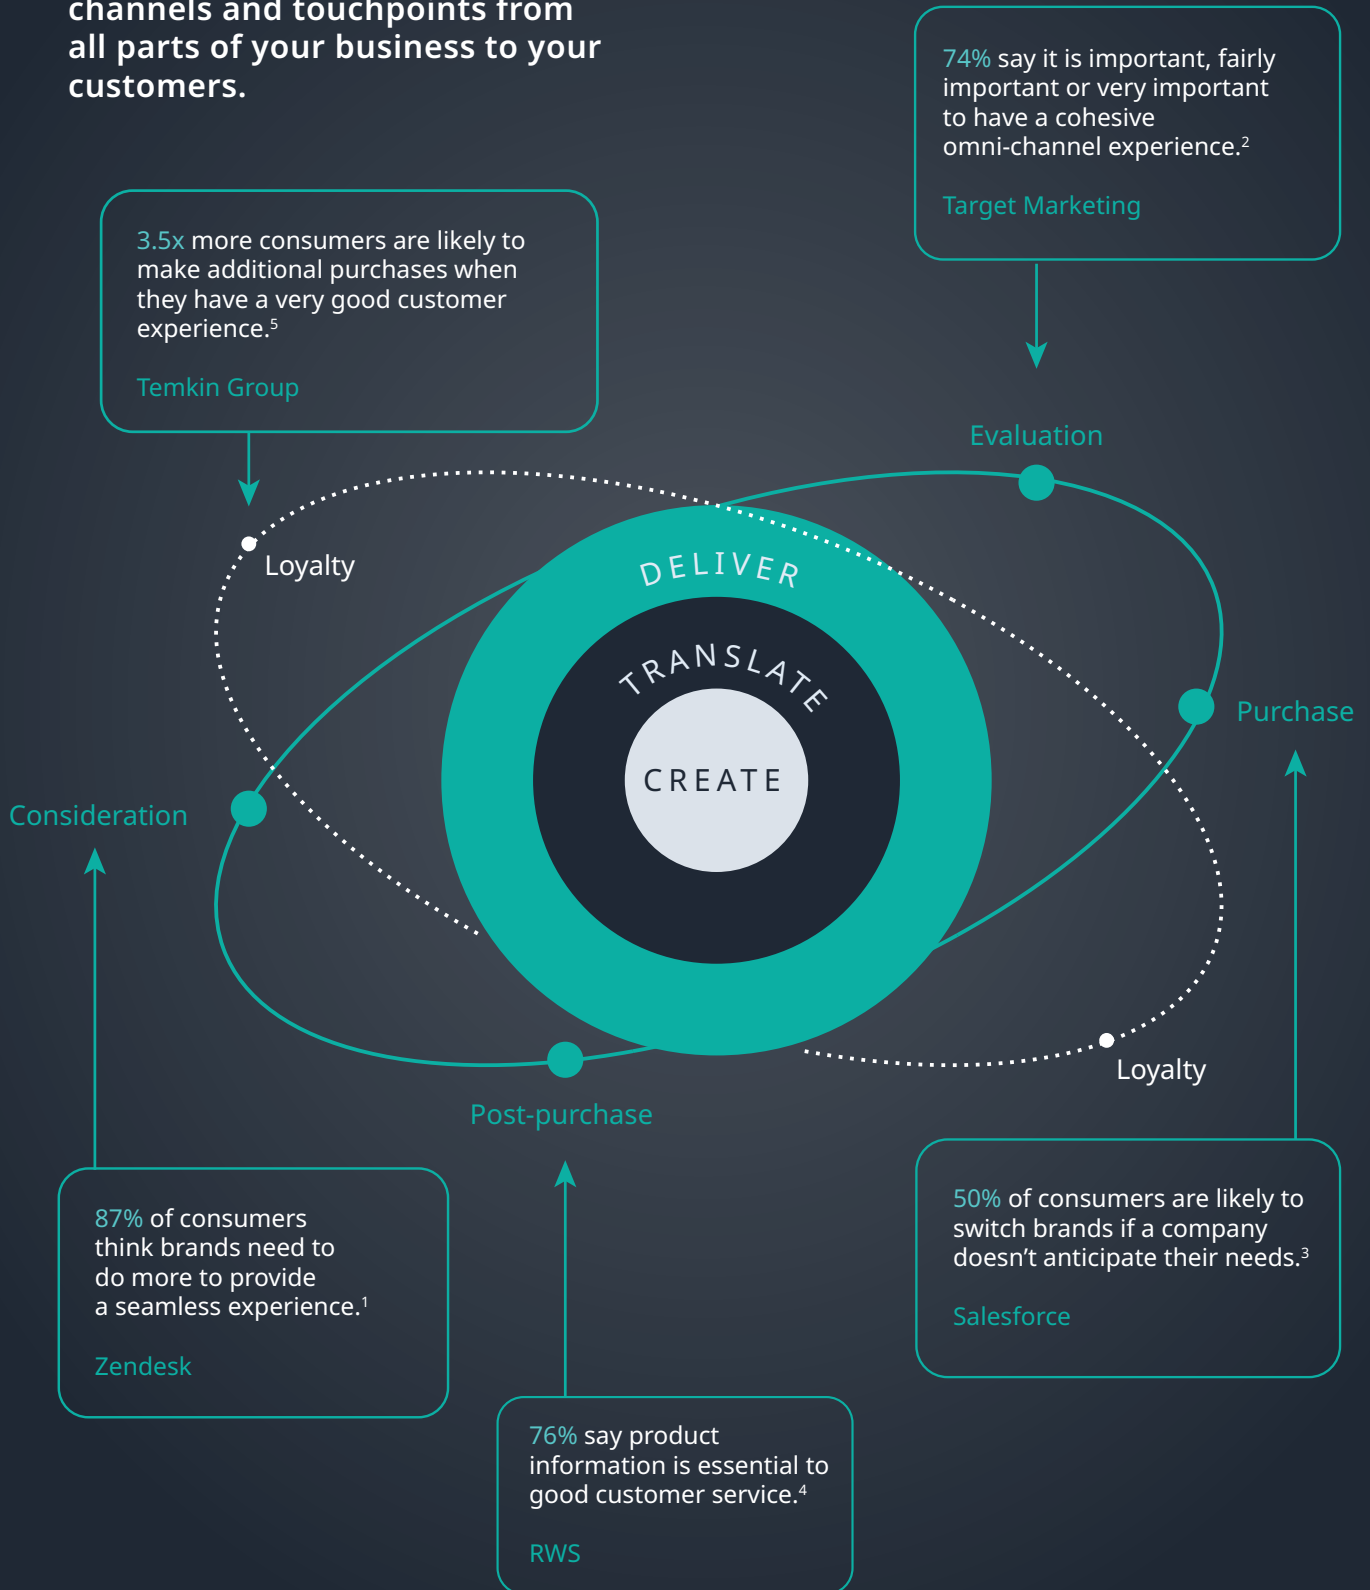 channels and touchpoints from
all parts of your business to your
customers.
74% say it is important, fairly
important or very important
to have a cohesive
omni-channel experience.2
Target Marketing
3.5x more consumers are likely to
make additional purchases when
they have a very good customer
experience.5
Temkin Group
Evaluation
Loyalty
DELIVER
TRANSLATE
CREATE
Purchase
Consideration
Loyalty
Post-purchase
87% of consumers
think brands need to
do more to provide
a seamless experience.1
Zendesk
50% of consumers are likely to
switch brands if a company
doesn’t anticipate their needs.3
Salesforce
76% say product
information is essential to
good customer service.4
RWS